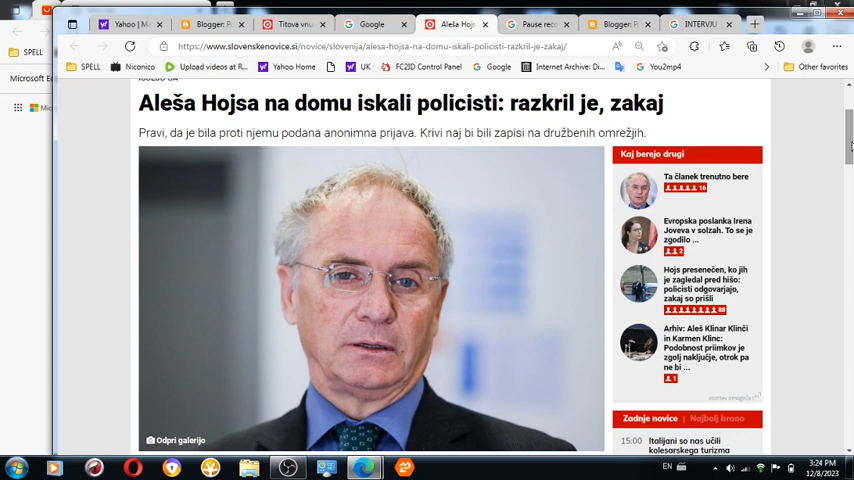 Yahoo | Ma
Blogger: Po
Titova vnu
Google
Aleša Hojs
Pause reco
Blogger: P
INTERVJU
https://www.slovenskenovice.si/novice/slovenija/alesa-hojsa-na-domu-iskali-policisti-razkril-je-zakaj/
SPELL
SPELL
Niconico
Upload videos at R...
Yahoo Home
UK
FC2ID Control Panel
Google
Internet Archive: Di...
You2mp4
Other favorites
Microsoft Ed
Aleša Hojsa na domu iskali policisti: razkril je, zakaj
Pravi, da je bila proti njemu podana anonimna prijava. Krivi naj bi bili zapisi na družbenih omrežjih.
Odpri galerijo
Kaj berejo drugi
Ta članek trenutno bere
16
Evropska poslanka Irena
Joveva v solzah. To se je
zgodilo ...
2
Hojs presenečen, ko jih
je zagledal pred hišo:
policisti odgovarjajo,
zakaj so prišli
88
Arhiv: Aleš Klinar Klinči
in Karmen Klinc:
Podobnost priimkov je
zgolj naključje, otrok pa
ne bi ...
1
Zadnje novice | Najbolj brano
15:00 Italijani so nas učili
kolesarskega turizma
EN
3:24 PM
12/8/2023